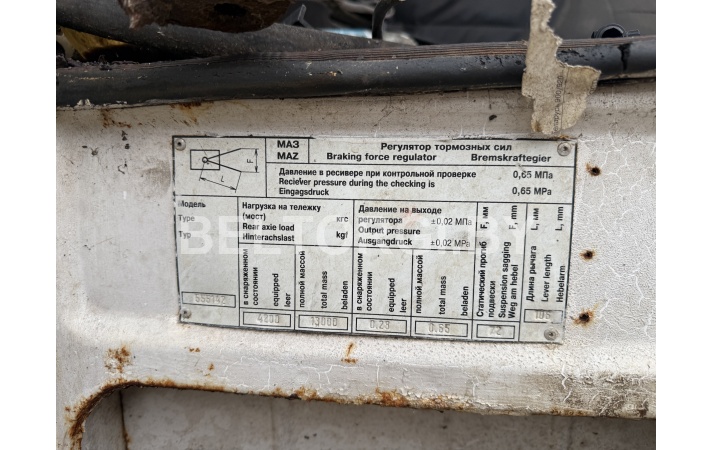 МАЗ Регулятор тормозных сил
MAZ Braking force regulator Bremskraftegier
Давление в ресивере при контрольной проверке 0,65 МПа
Reciever pressure during the checking is 0,65 MPa
Eingagsdruck
F
L
Модель
Type
Typ
Нагрузка на тележку
(мост) кгс
Rear axie load
Hinterachslast kgf
Давление на выходе
регулятора ±0,02 МПа
Output pressure
Ausgangdruck ±0,02 MPa
в снаряженном
состоянии
equipped
leer
полной массой
total mass
beladen
в снаряженном
состоянии
equipped
leer
полной массой
total mass
beladen
Статический прогиб F, мм
подвески
Suspension sagging F, mm
Weg am hebel
Длина рычага L, мм
Lever length L, mm
Hebelarm
555142 4250 13000 0,23 0,65 22